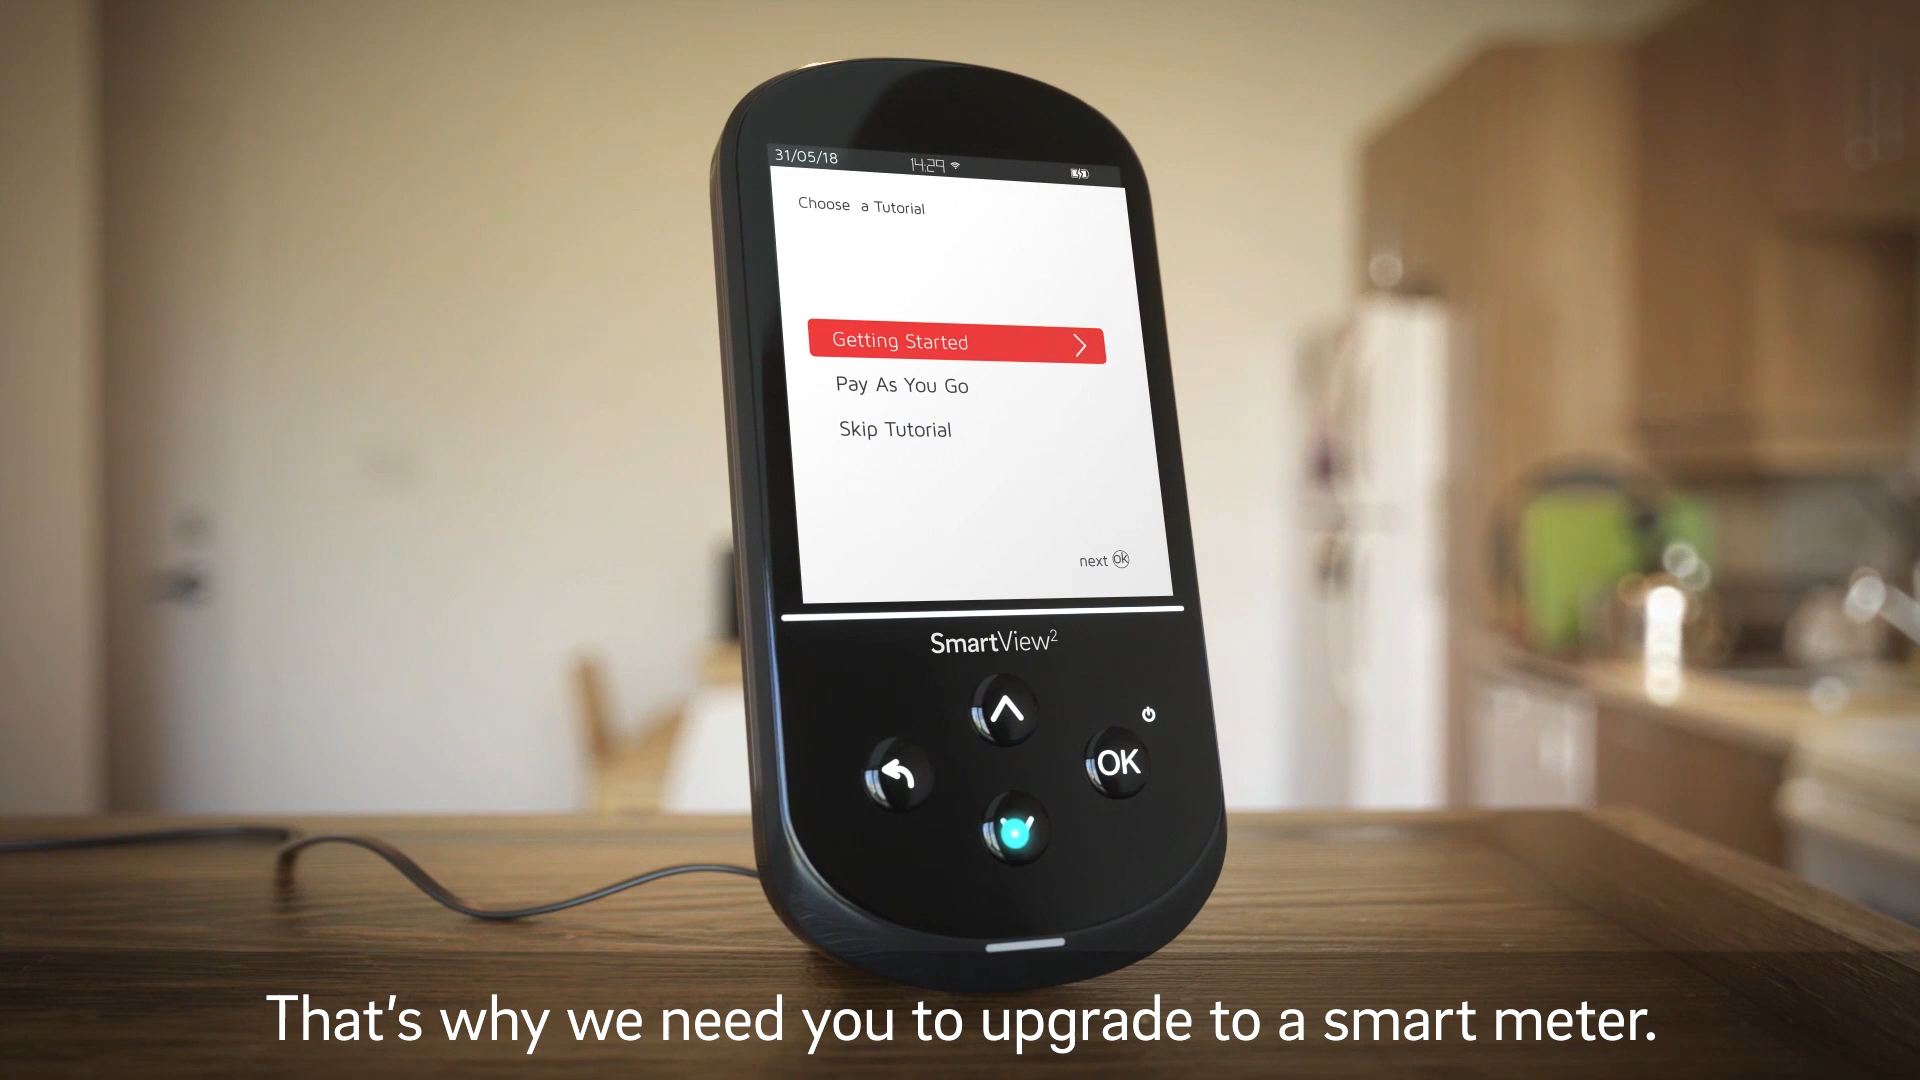 31/05/18 14:29
Choose a Tutorial
Getting Started
Pay As You Go
Skip Tutorial
next ok
SmartView²
OK
That's why we need you to upgrade to a smart meter.